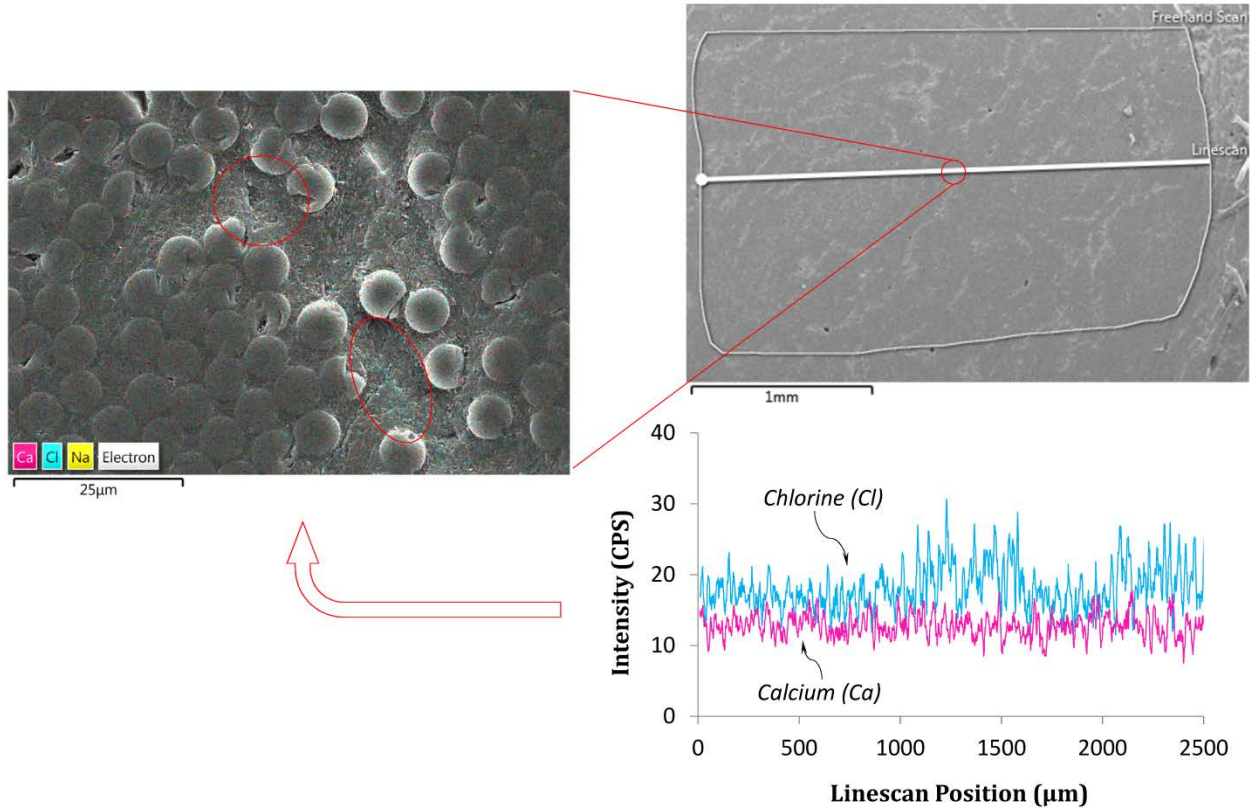 Freehand Scan
Linescan
1mm
Ca Cl Na Electron
25µm
40
30
20
10
0
Intensity (CPS)
Chlorine (Cl)
Calcium (Ca)
0 500 1000 1500 2000 2500
Linescan Position (µm)